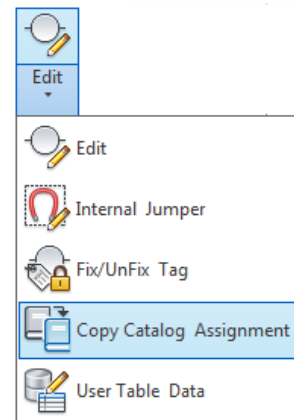 Edit
Edit
Internal Jumper
Fix/UnFix Tag
Copy Catalog Assignment
User Table Data